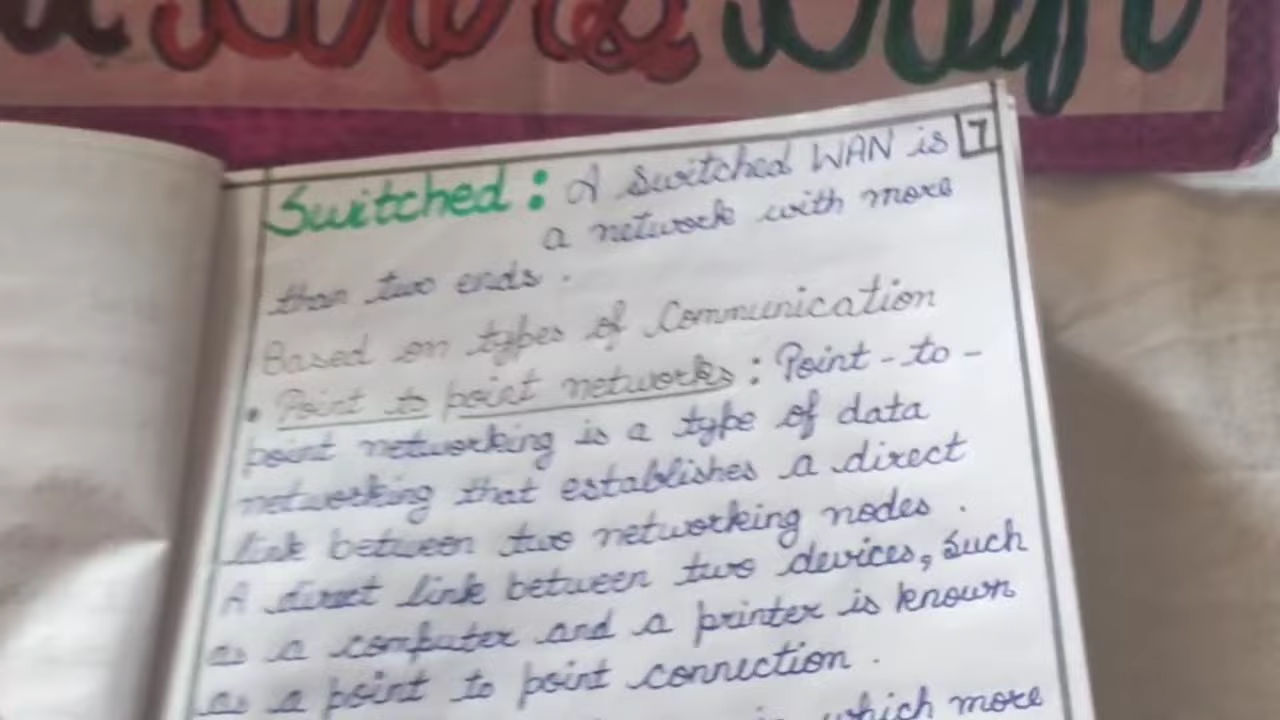 7
Switched : A switched WAN is
a network with more
than two ends .
Based on types of Communication
• Point to point networks : Point - to -
point networking is a type of data
networking that establishes a direct
link between two networking nodes .
A direct link between two devices, such
as a computer and a printer is known
as a point to point connection .
which more